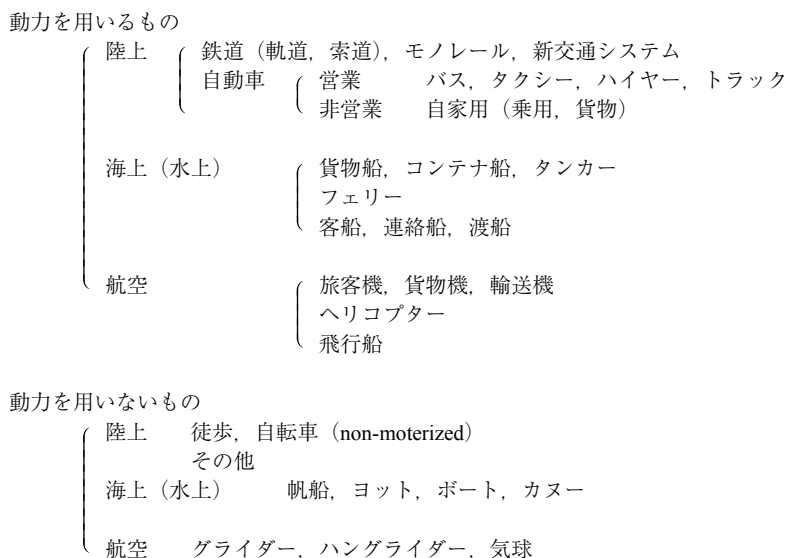 動力を用いるもの
陸上 鉄道（軌道，索道），モノレール，新交通システム
自動車 営業 バス，タクシー，ハイヤー，トラック
非営業 自家用（乗用，貨物）
海上（水上） 貨物船，コンテナ船，タンカー
フェリー
客船，連絡船，渡船
航空 旅客機，貨物機，輸送機
ヘリコプター
飛行船
動力を用いないもの
陸上 徒歩，自転車（non-moterized）
その他
海上（水上） 帆船，ヨット，ボート，カヌー
航空 グライダー，ハングライダー，気球